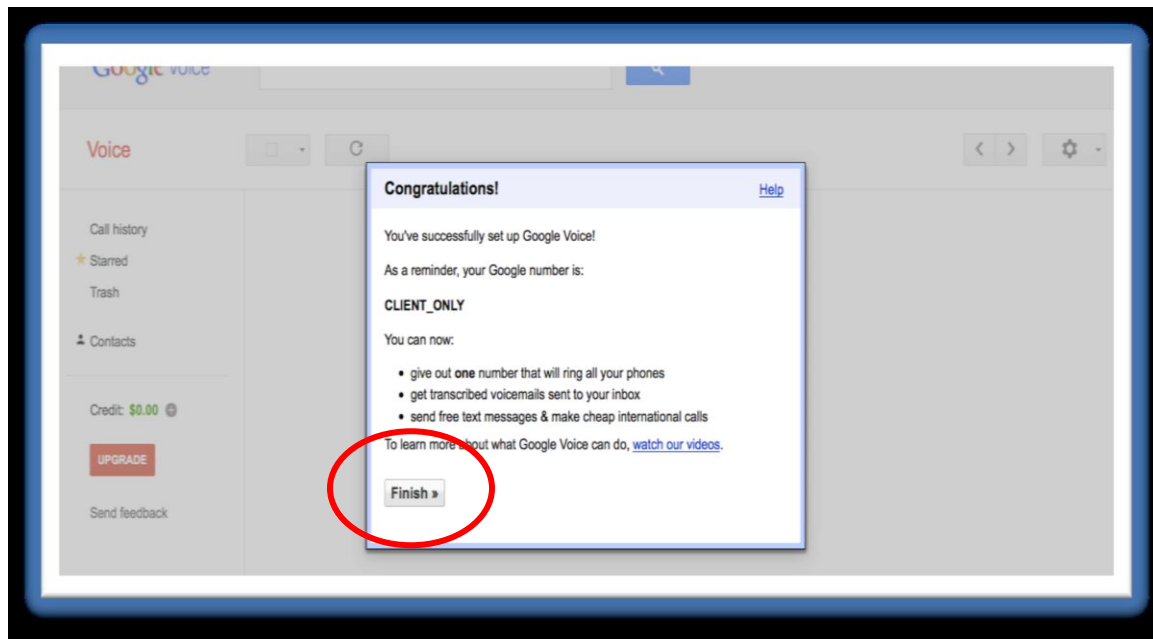 Google Voice
Voice
Call history
Starred
Trash
Contacts
Credit: $0.00
UPGRADE
Send feedback
Congratulations!
Help
You've successfully set up Google Voice!
As a reminder, your Google number is:
CLIENT_ONLY
You can now:
• give out one number that will ring all your phones
• get transcribed voicemails sent to your inbox
• send free text messages & make cheap international calls
To learn more about what Google Voice can do, watch our videos.
Finish »